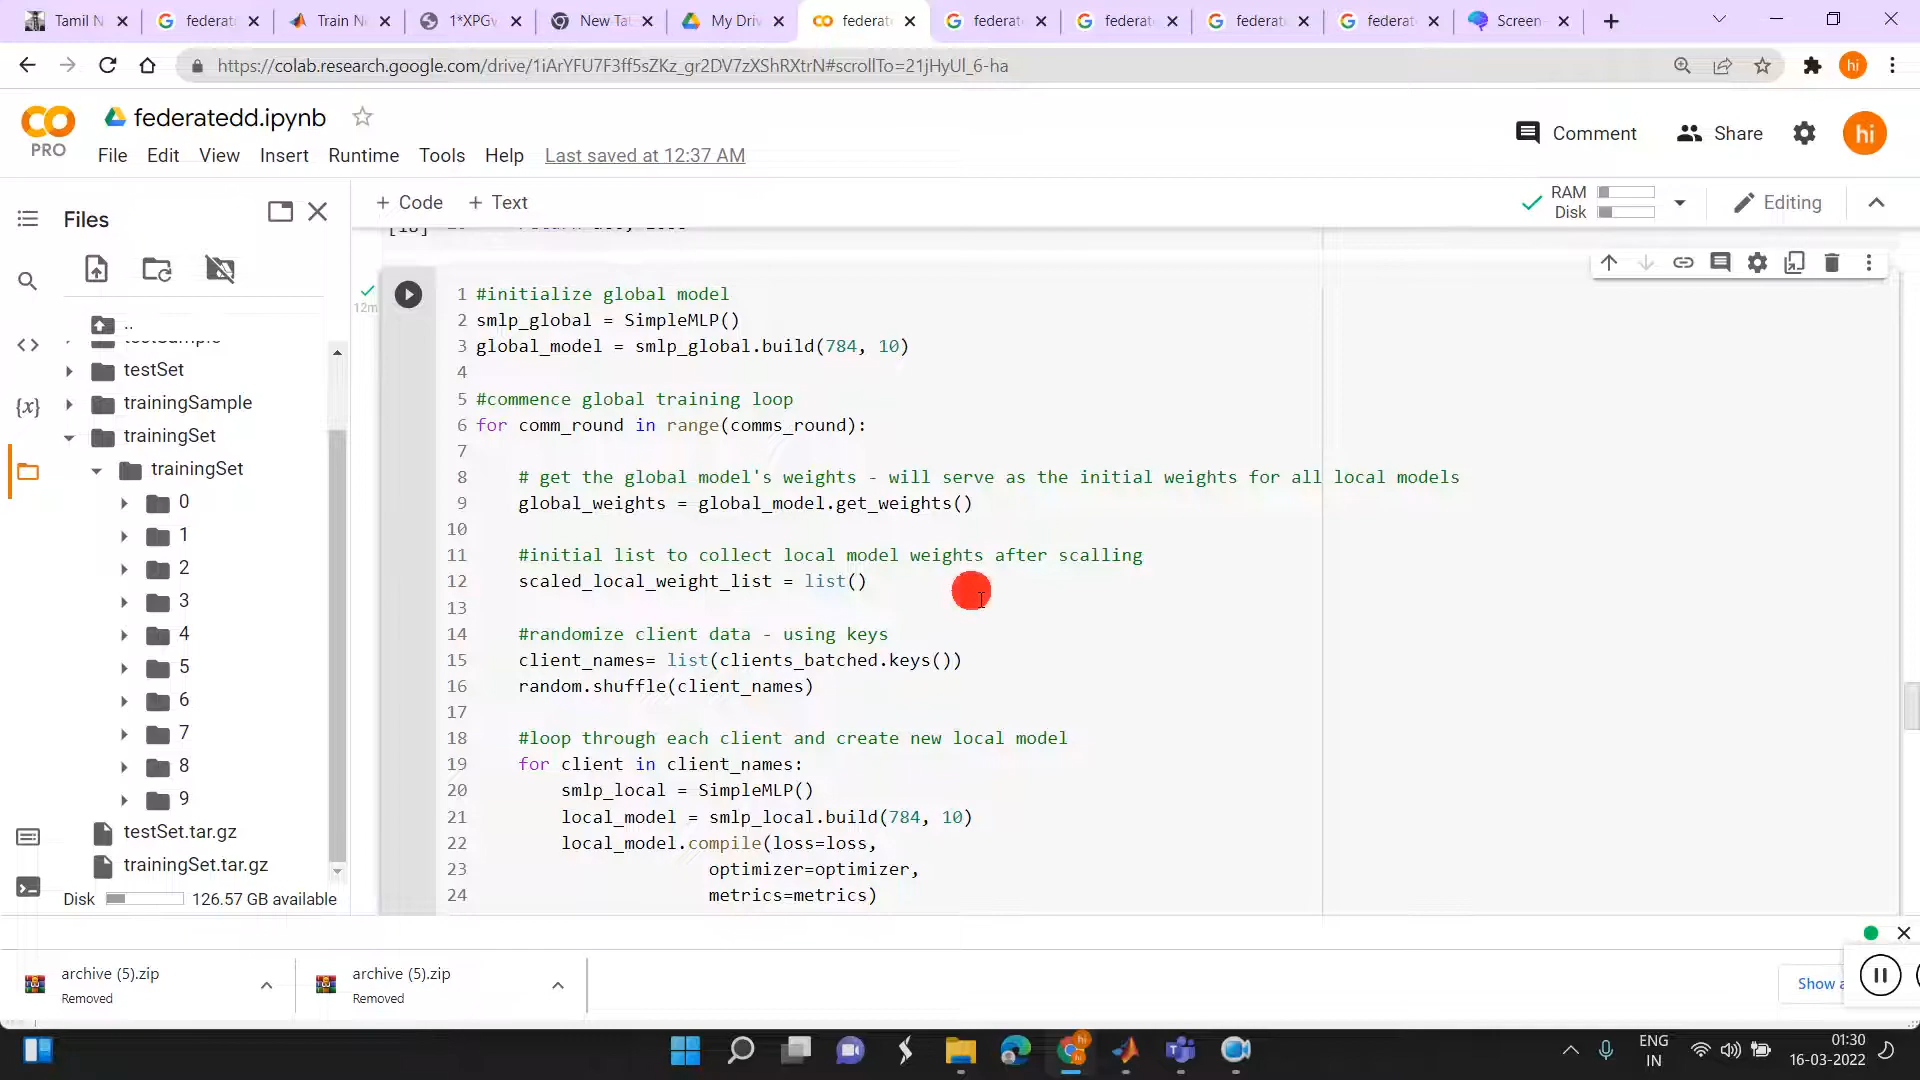 Tamil N
federat
Train N
1*XPGv
New Ta
My Driv
federat
federat
federat
federat
federat
Screen
https://colab.research.google.com/drive/1iArYFU7F3ff5sZKz_gr2DV7zXShRXtrN#scrollTo=21jHyUl_6-ha
hi
PRO
federatedd.ipynb
File Edit View Insert Runtime Tools Help Last saved at 12:37 AM
Comment
Share
hi
Files
+ Code + Text
RAM
Disk
Editing
..
testSet
trainingSample
trainingSet
trainingSet
0
1
2
3
4
5
6
7
8
9
testSet.tar.gz
trainingSet.tar.gz
Disk 126.57 GB available
12m
1 #initialize global model
2 smlp_global = SimpleMLP()
3 global_model = smlp_global.build(784, 10)
4
5 #commence global training loop
6 for comm_round in range(comms_round):
7
8 # get the global model's weights - will serve as the initial weights for all local models
9 global_weights = global_model.get_weights()
10
11 #initial list to collect local model weights after scalling
12 scaled_local_weight_list = list()
13
14 #randomize client data - using keys
15 client_names= list(clients_batched.keys())
16 random.shuffle(client_names)
17
18 #loop through each client and create new local model
19 for client in client_names:
20 smlp_local = SimpleMLP()
21 local_model = smlp_local.build(784, 10)
22 local_model.compile(loss=loss,
23 optimizer=optimizer,
24 metrics=metrics)
archive (5).zip
Removed
archive (5).zip
Removed
Show a
ENG
IN
01:30
16-03-2022